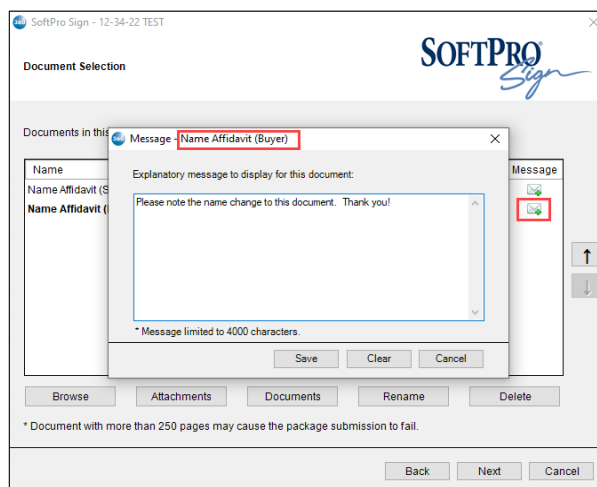 360 SoftPro Sign - 12-34-22 TEST
Document Selection
SOFTPRO
Sign
Documents in this
360 Message - Name Affidavit (Buyer)
Name
Explanatory message to display for this document:
Message
Name Affidavit (S
Please note the name change to this document. Thank you!
Name Affidavit (
* Message limited to 4000 characters.
Save Clear Cancel
Browse Attachments Documents Rename Delete
* Document with more than 250 pages may cause the package submission to fail.
Back Next Cancel